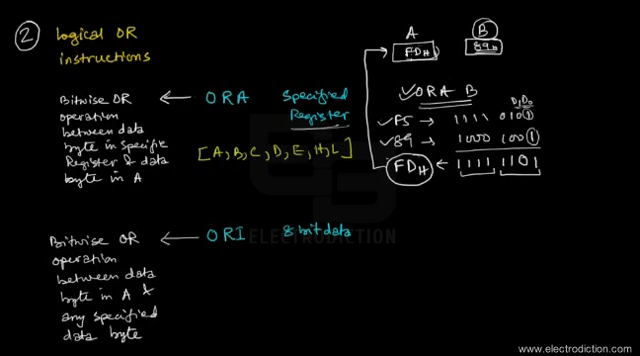 2 logical OR
instructions
A
B
FDH
89H
Bitwise OR
operation
between data
byte in specific
Register & data
byte in A
ORA Specified
Register
[A, B, C, D, E, H, L]
✓ORA B
D1 D0
✓F5 → 1111 0101
✓89 → 1000 1001
FDH ← 1111 1101
ELECTRODICTION
Bitwise OR
operation
between data
byte in A &
any specified
data byte
ORI 8 bit data
www.electrodiction.com